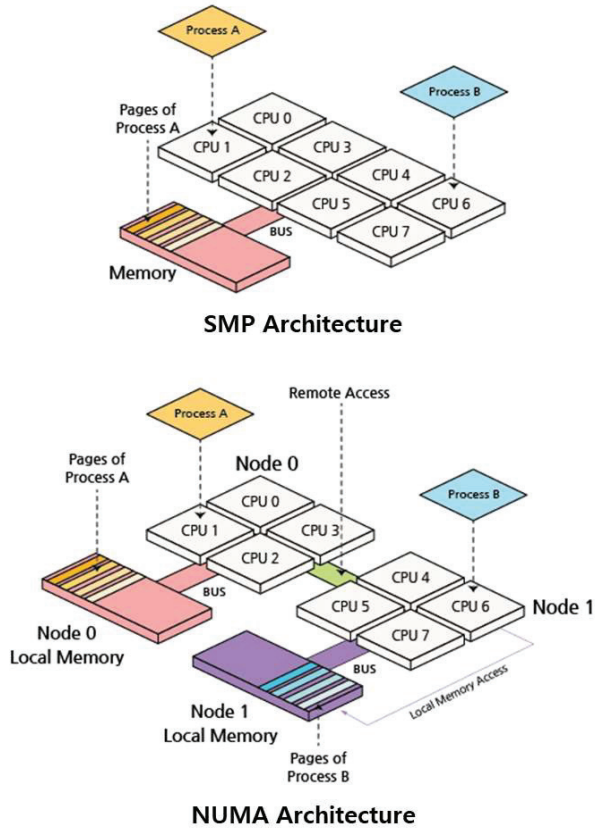 Process A
Process B
Pages of
Process A
CPU 0
CPU 1
CPU 3
CPU 2
CPU 4
CPU 5
CPU 6
CPU 7
BUS
Memory
SMP Architecture
Remote Access
Process A
Node 0
Pages of
Process A
Process B
CPU 0
CPU 1
CPU 3
CPU 2
CPU 4
CPU 5
CPU 6
Node 1
CPU 7
BUS
Node 0
Local Memory
BUS
Local Memory Access
Node 1
Local Memory
Pages of
Process B
NUMA Architecture